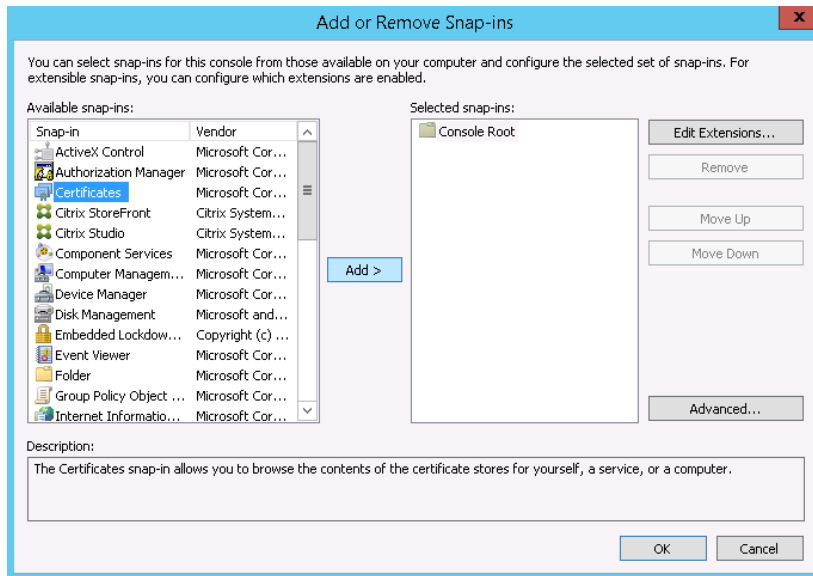 Add or Remove Snap-ins
x
You can select snap-ins for this console from those available on your computer and configure the selected set of snap-ins. For
extensible snap-ins, you can configure which extensions are enabled.
Available snap-ins:
Snap-in Vendor
ActiveX Control Microsoft Cor...
Authorization Manager Microsoft Cor...
Certificates Microsoft Cor...
Citrix StoreFront Citrix System...
Citrix Studio Citrix System...
Component Services Microsoft Cor...
Computer Managem... Microsoft Cor...
Device Manager Microsoft Cor...
Disk Management Microsoft and...
Embedded Lockdow... Copyright (c) ...
Event Viewer Microsoft Cor...
Folder Microsoft Cor...
Group Policy Object ... Microsoft Cor...
Internet Informatio... Microsoft Cor...
Add >
Selected snap-ins:
Console Root
Edit Extensions...
Remove
Move Up
Move Down
Advanced...
Description:
The Certificates snap-in allows you to browse the contents of the certificate stores for yourself, a service, or a computer.
OK
Cancel